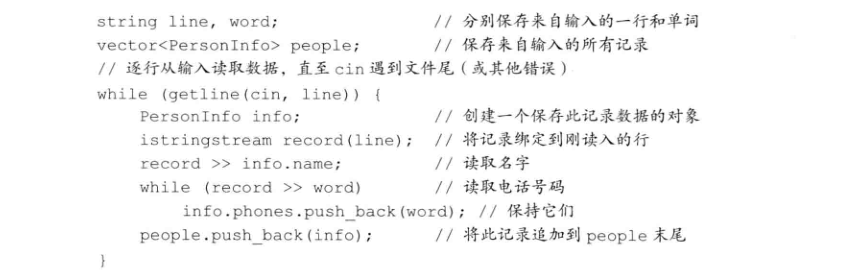 string line, word; // 分别保存来自输入的一行和单词
vector<PersonInfo> people; // 保存来自输入的所有记录
// 逐行从输入读取数据，直至 cin 遇到文件尾（或其他错误）
while (getline(cin, line)) {
    PersonInfo info; // 创建一个保存此记录数据的对象
    istringstream record(line); // 将记录绑定到刚读入的行
    record >> info.name; // 读取名字
    while (record >> word) // 读取电话号码
        info.phones.push_back(word); // 保持它们
    people.push_back(info); // 将此记录追加到 people 末尾
}